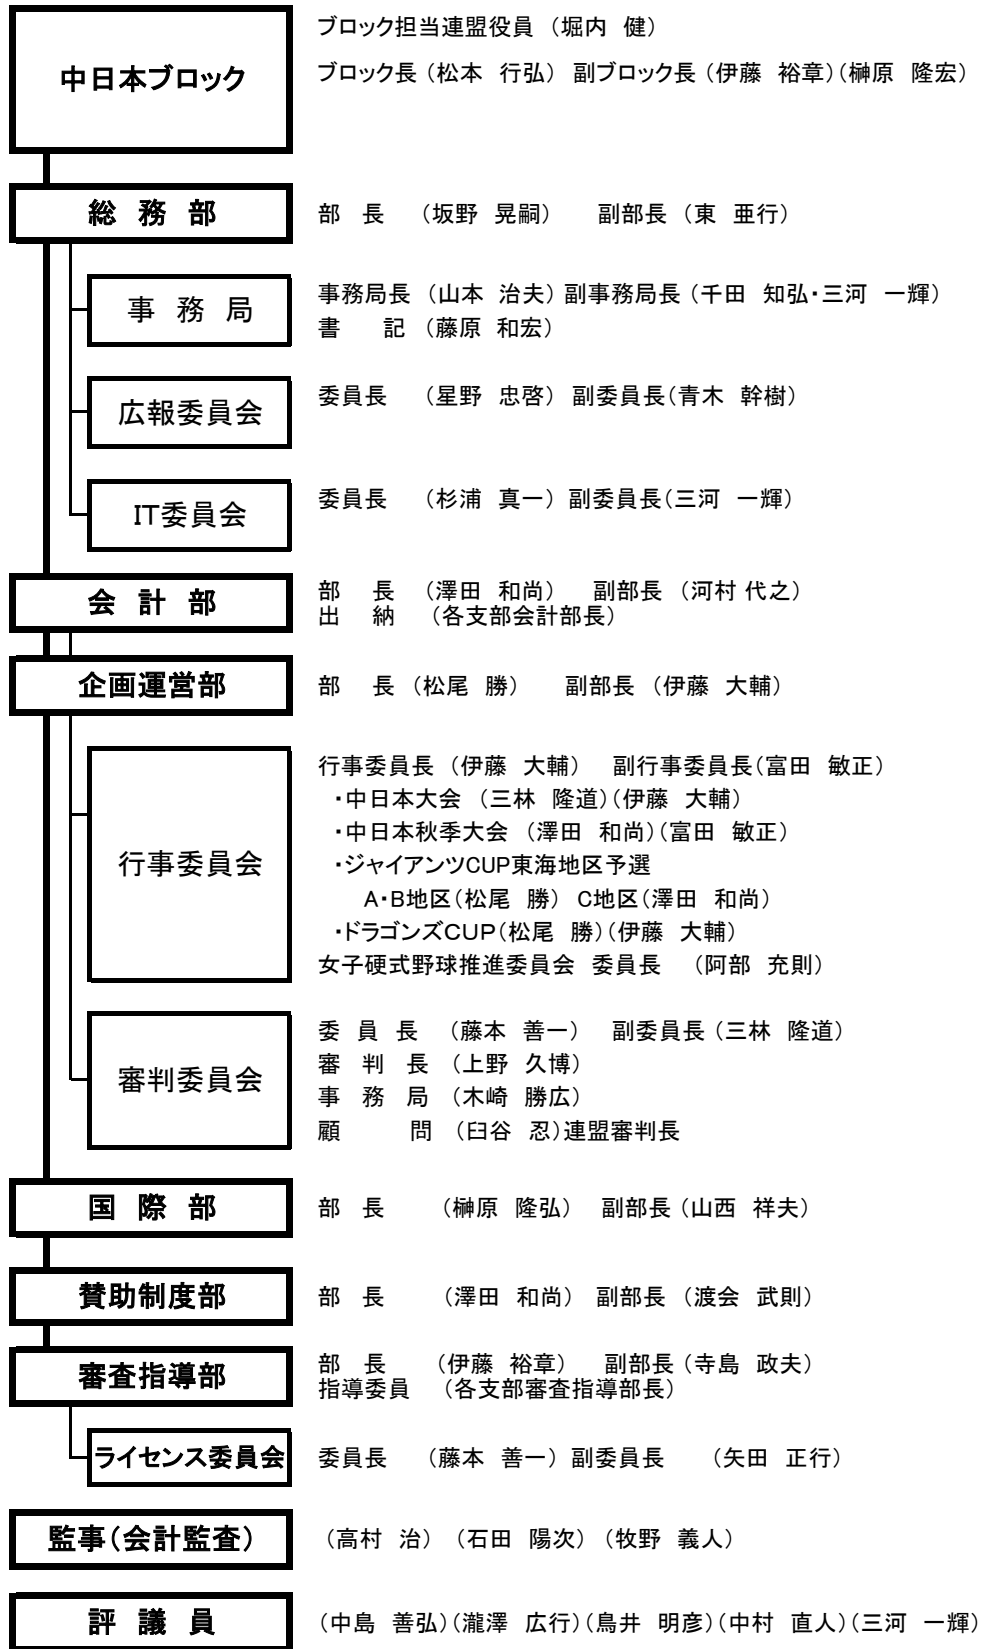 中日本ブロック
ブロック担当連盟役員 (堀内 健)
ブロック長 (松本 行弘) 副ブロック長 (伊藤 裕章)(榊原 隆宏)
総 務 部
部 長 (坂野 晃嗣) 副部長 (東 亜行)
事 務 局
事務局長 (山本 治夫) 副事務局長 (千田 知弘・三河 一輝)
書 記 (藤原 和宏)
広報委員会
委員長 (星野 忠啓) 副委員長(青木 幹樹)
IT委員会
委員長 (杉浦 真一) 副委員長(三河 一輝)
会 計 部
部 長 (澤田 和尚) 副部長 (河村 代之)
出 納 (各支部会計部長)
企画運営部
部 長 (松尾 勝) 副部長 (伊藤 大輔)
行事委員会
行事委員長 (伊藤 大輔) 副行事委員長(富田 敏正)
・中日本大会 (三林 隆道)(伊藤 大輔)
・中日本秋季大会 (澤田 和尚)(富田 敏正)
・ジャイアンツCUP東海地区予選
A・B地区(松尾 勝) C地区(澤田 和尚)
・ドラゴンズCUP(松尾 勝)(伊藤 大輔)
女子硬式野球推進委員会 委員長 (阿部 充則)
審判委員会
委 員 長 (藤本 善一) 副委員長 (三林 隆道)
審 判 長 (上野 久博)
事 務 局 (木崎 勝広)
顧 問 (臼谷 忍)連盟審判長
国 際 部
部 長 (榊原 隆弘) 副部長 (山西 祥夫)
賛助制度部
部 長 (澤田 和尚) 副部長 (渡会 武則)
審査指導部
部 長 (伊藤 裕章) 副部長 (寺島 政夫)
指導委員 (各支部審査指導部長)
ライセンス委員会
委員長 (藤本 善一) 副委員長 (矢田 正行)
監事(会計監査)
(高村 治) (石田 陽次) (牧野 義人)
評 議 員
(中島 善弘)(瀧澤 広行)(鳥井 明彦)(中村 直人)(三河 一輝)